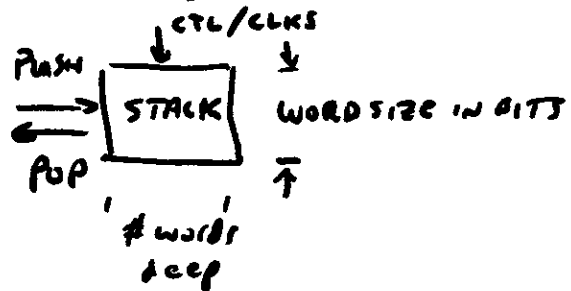 CTL/CLKS
PUSH
STACK
WORD SIZE IN BITS
POP
# words
deep